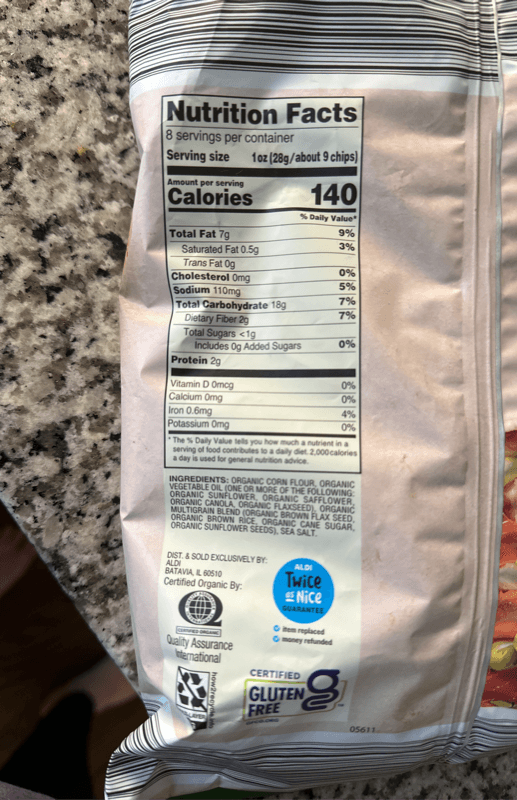 Nutrition Facts
8 servings per container
Serving size 1oz (28g/about 9 chips)
Amount per serving
Calories 140
% Daily Value*
Total Fat 7g 9%
Saturated Fat 0.5g 3%
Trans Fat 0g
Cholesterol 0mg 0%
Sodium 110mg 5%
Total Carbohydrate 18g 7%
Dietary Fiber 2g 7%
Total Sugars <1g
Includes 0g Added Sugars 0%
Protein 2g
Vitamin D 0mcg 0%
Calcium 0mg 0%
Iron 0.6mg 4%
Potassium 0mg 0%
* The % Daily Value tells you how much a nutrient in a
serving of food contributes to a daily diet. 2,000 calories
a day is used for general nutrition advice.
INGREDIENTS: ORGANIC CORN FLOUR, ORGANIC
VEGETABLE OIL (ONE OR MORE OF THE FOLLOWING:
ORGANIC SUNFLOWER, ORGANIC SAFFLOWER,
ORGANIC CANOLA, ORGANIC FLAXSEED), ORGANIC
MULTIGRAIN BLEND (ORGANIC BROWN FLAX SEED,
ORGANIC BROWN RICE, ORGANIC CANE SUGAR,
ORGANIC SUNFLOWER SEEDS), SEA SALT.
DIST. & SOLD EXCLUSIVELY BY:
ALDI
BATAVIA, IL 60510
Certified Organic By:
CERTIFIED ORGANIC
Quality Assurance
International
ALDI
Twice
as Nice
GUARANTEE
item replaced
money refunded
how2recycle.info
CERTIFIED
GLUTEN
FREE
TM
05611